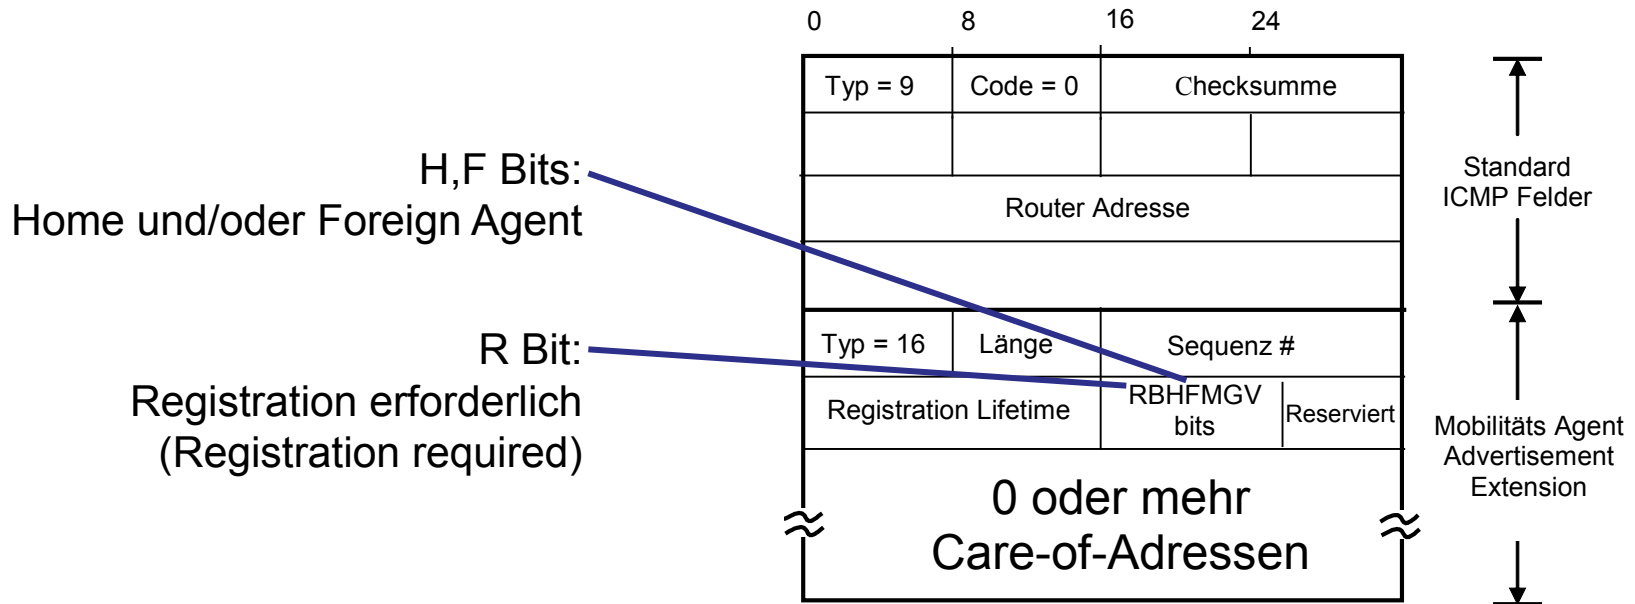 0 8 16 24
Typ = 9 Code = 0 Checksumme
H,F Bits:
Home und/oder Foreign Agent
Router Adresse
Standard
ICMP Felder
R Bit:
Registration erforderlich
(Registration required)
Typ = 16 Länge Sequenz #
Registration Lifetime
RBHFMGV
bits
Reserviert
0 oder mehr
Care-of-Adressen
Mobilitäts Agent
Advertisement
Extension